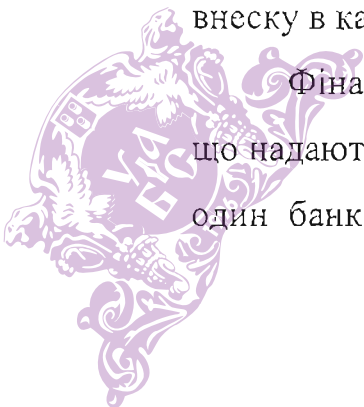 внеску в ка
Фіна
що надают
один банк
УАБС